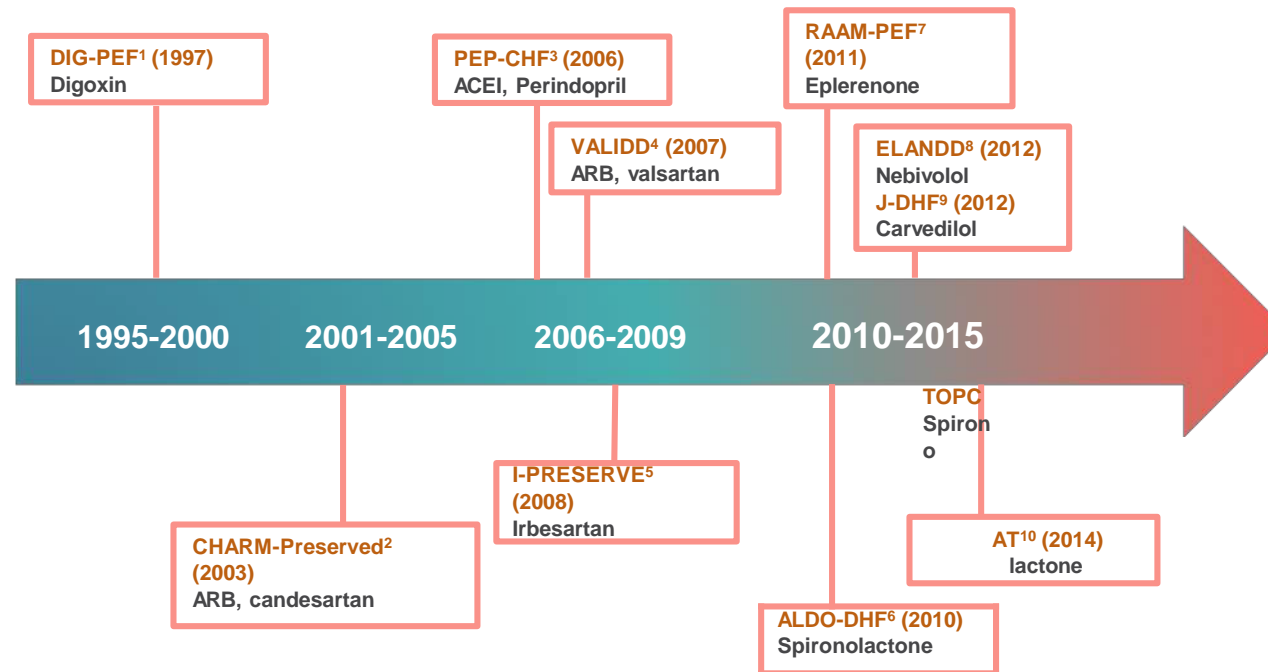 DIG-PEF¹ (1997)
Digoxin
PEP-CHF³ (2006)
ACEI, Perindopril
VALIDD⁴ (2007)
ARB, valsartan
RAAM-PEF⁷
(2011)
Eplerenone
ELANDD⁸ (2012)
Nebivolol
J-DHF⁹ (2012)
Carvedilol
1995-2000
2001-2005
2006-2009
2010-2015
CHARM-Preserved²
(2003)
ARB, candesartan
I-PRESERVE⁵
(2008)
Irbesartan
TOPC
Spiron
o
AT¹⁰ (2014)
lactone
ALDO-DHF⁶ (2010)
Spironolactone